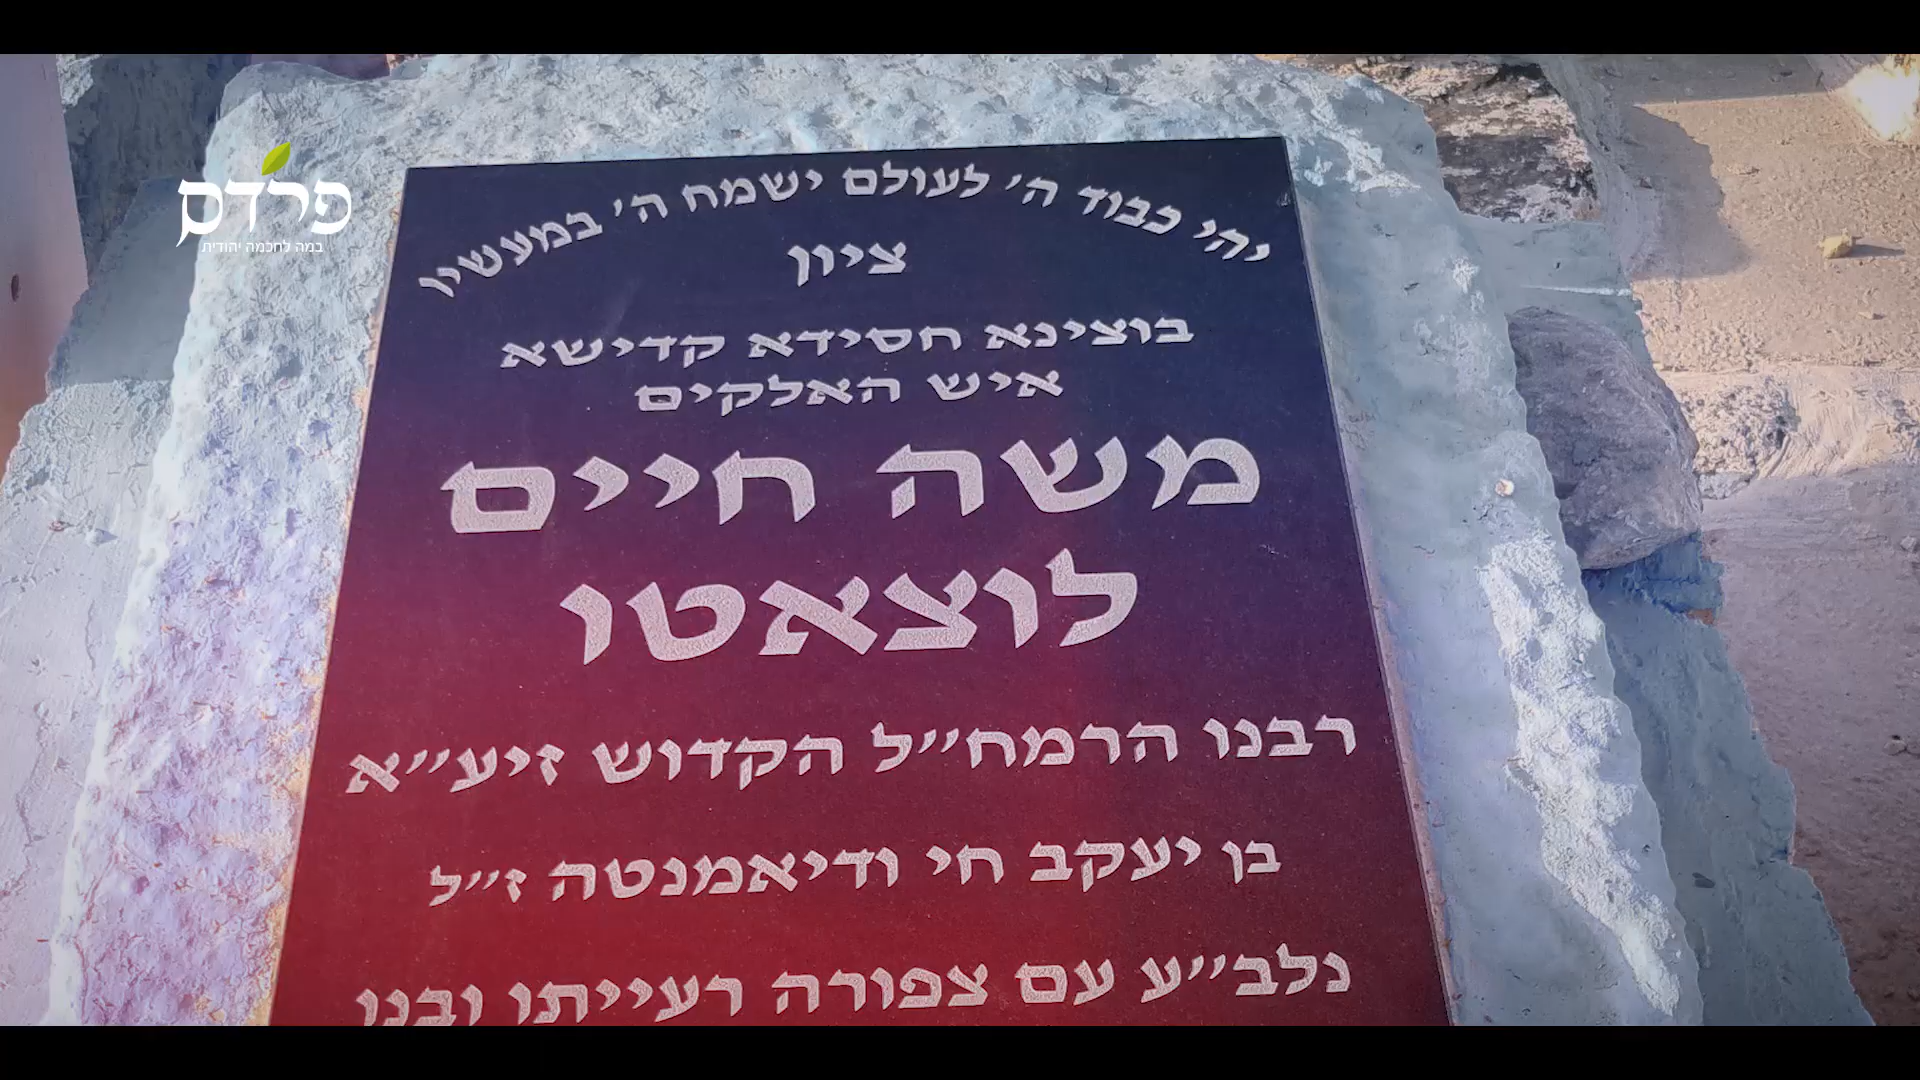 פרדס
במה לחכמה יהודית
יהי כבוד ה' לעולם ישמח ה' במעשיו
ציון
בוצינא חסידא קדישא
איש האלקים
משה חיים
לוצאטו
רבנו הרמח"ל הקדוש זיע"א
בן יעקב חי ודיאמנטה ז"ל
נלב"ע עם צפורה רעייתו ובנו